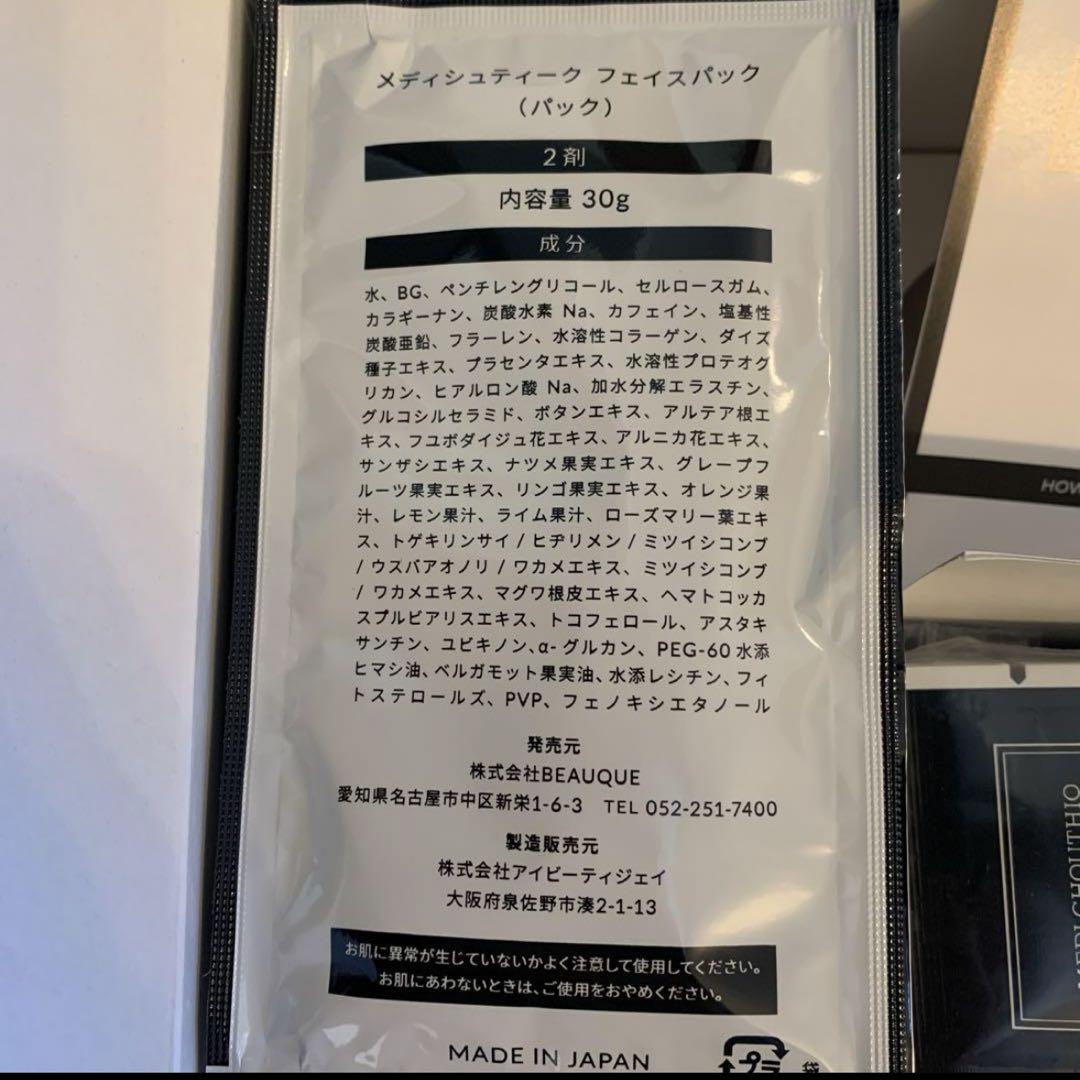 メディシュティーク フェイスパック
（パック）
2剤
内容量 30g
成分
水、BG、ペンチレングリコール、セルロースガム、
カラギーナン、炭酸水素 Na、カフェイン、塩基性
炭酸亜鉛、フラーレン、水溶性コラーゲン、ダイズ
種子エキス、プラセンタエキス、水溶性プロテオグ
リカン、ヒアルロン酸 Na、加水分解エラスチン、
グルコシルセラミド、ボタンエキス、アルテア根エ
キス、フユボダイジュ花エキス、アルニカ花エキス、
サンザシエキス、ナツメ果実エキス、グレープフ
ルーツ果実エキス、リンゴ果実エキス、オレンジ果
汁、レモン果汁、ライム果汁、ローズマリー葉エキ
ス、トゲキリンサイ / ヒヂリメン / ミツイシコンブ
/ ウスバアオノリ / ワカメエキス、ミツイシコンブ
/ ワカメエキス、マグワ根皮エキス、ヘマトコッカ
スプルビアリスエキス、トコフェロール、アスタキ
サンチン、ユビキノン、α- グルカン、PEG-60 水添
ヒマシ油、ベルガモット果実油、水添レシチン、フィ
トステロールズ、PVP、フェノキシエタノール
発売元
株式会社BEAUQUE
愛知県名古屋市中区新栄1-6-3 TEL 052-251-7400
製造販売元
株式会社アイビーティジェイ
大阪府泉佐野市湊2-1-13
お肌に異常が生じていないかよく注意して使用してください。
お肌にあわないときは、ご使用をおやめください。
MADE IN JAPAN
プラ
袋
HOW